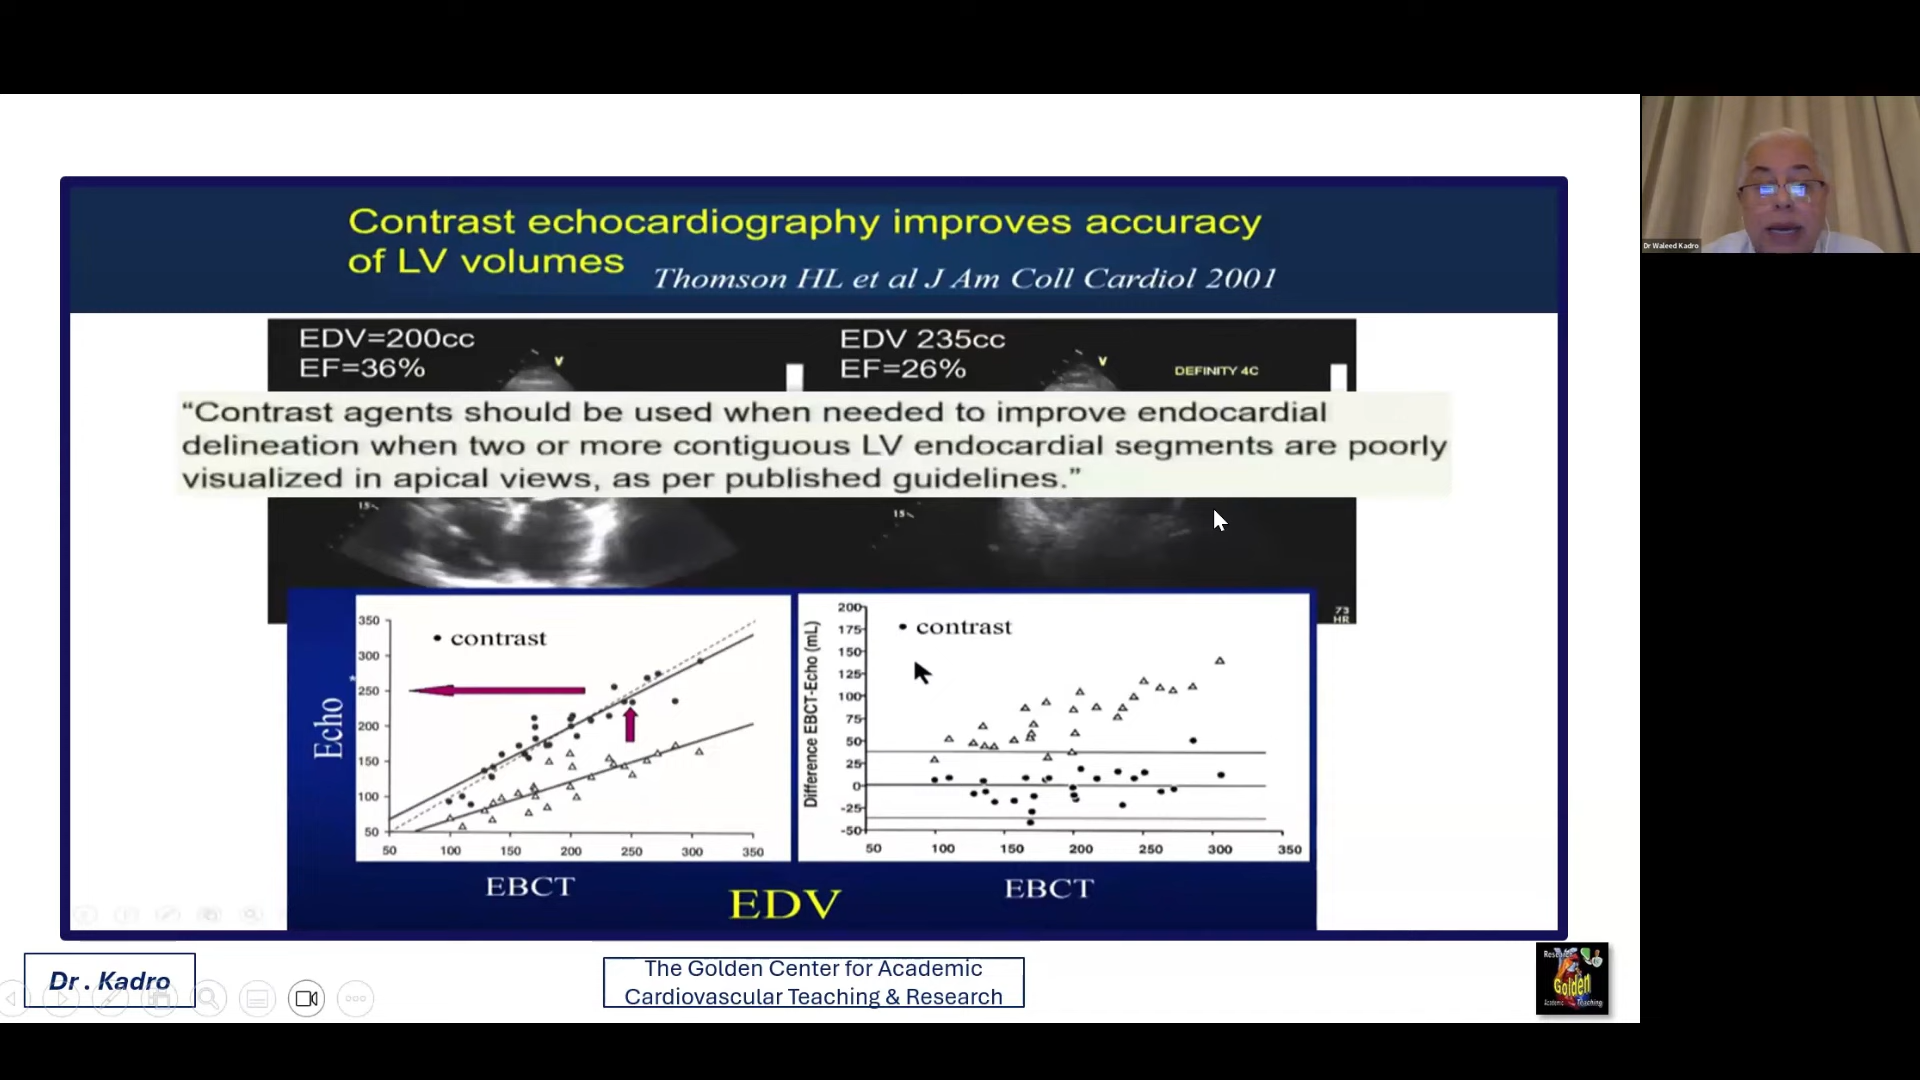 Contrast echocardiography improves accuracy
of LV volumes
Thomson HL et al J Am Coll Cardiol 2001
EDV=200cc
EF=36%
V
EDV 235cc
EF=26%
V
DEFINITY 4C
“Contrast agents should be used when needed to improve endocardial
delineation when two or more contiguous LV endocardial segments are poorly
visualized in apical views, as per published guidelines.”
15
15
73
HR
350
300
250
200
150
100
50
Echo
• contrast
50 100 150 200 250 300 350
EBCT
EDV
Difference EBCT-Echo (mL)
200
175
150
125
100
75
50
25
0
-25
-50
• contrast
50 100 150 200 250 300 350
EBCT
Dr . Kadro
The Golden Center for Academic
Cardiovascular Teaching & Research
Golden
Academic Teaching
Dr Waleed Kadro